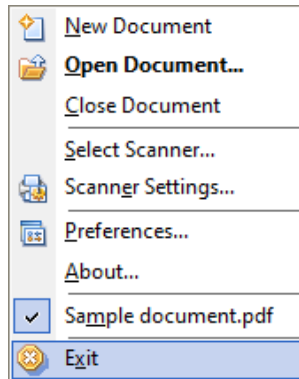 New Document
Open Document...
Close Document
Select Scanner...
Scanner Settings...
Preferences...
About...
Sample document.pdf
Exit